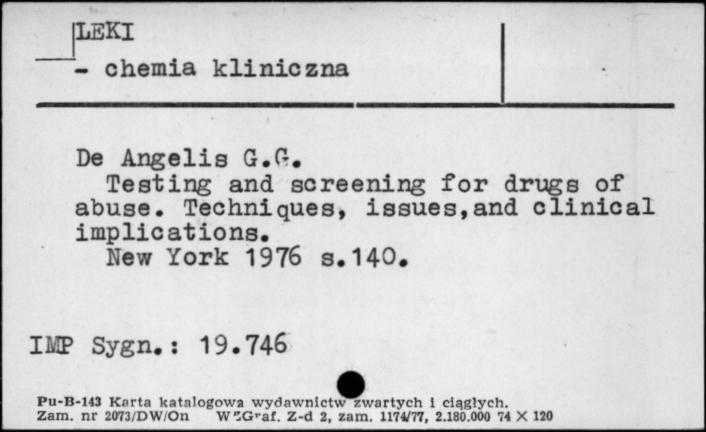 LEKI
- chemia kliniczna
De Angelis G.G.
Testing and screening for drugs of
abuse. Techniques, issues,and clinical
implications.
New York 1976 s.140.
IMP Sygn.: 19.746
Pu-B-143 Karta katalogowa wydawnictw zwartych i ciągłych.
Zam. nr 2073/DW/On Z-d 2, zam. 1174/77, 2.180.000 74 X 120